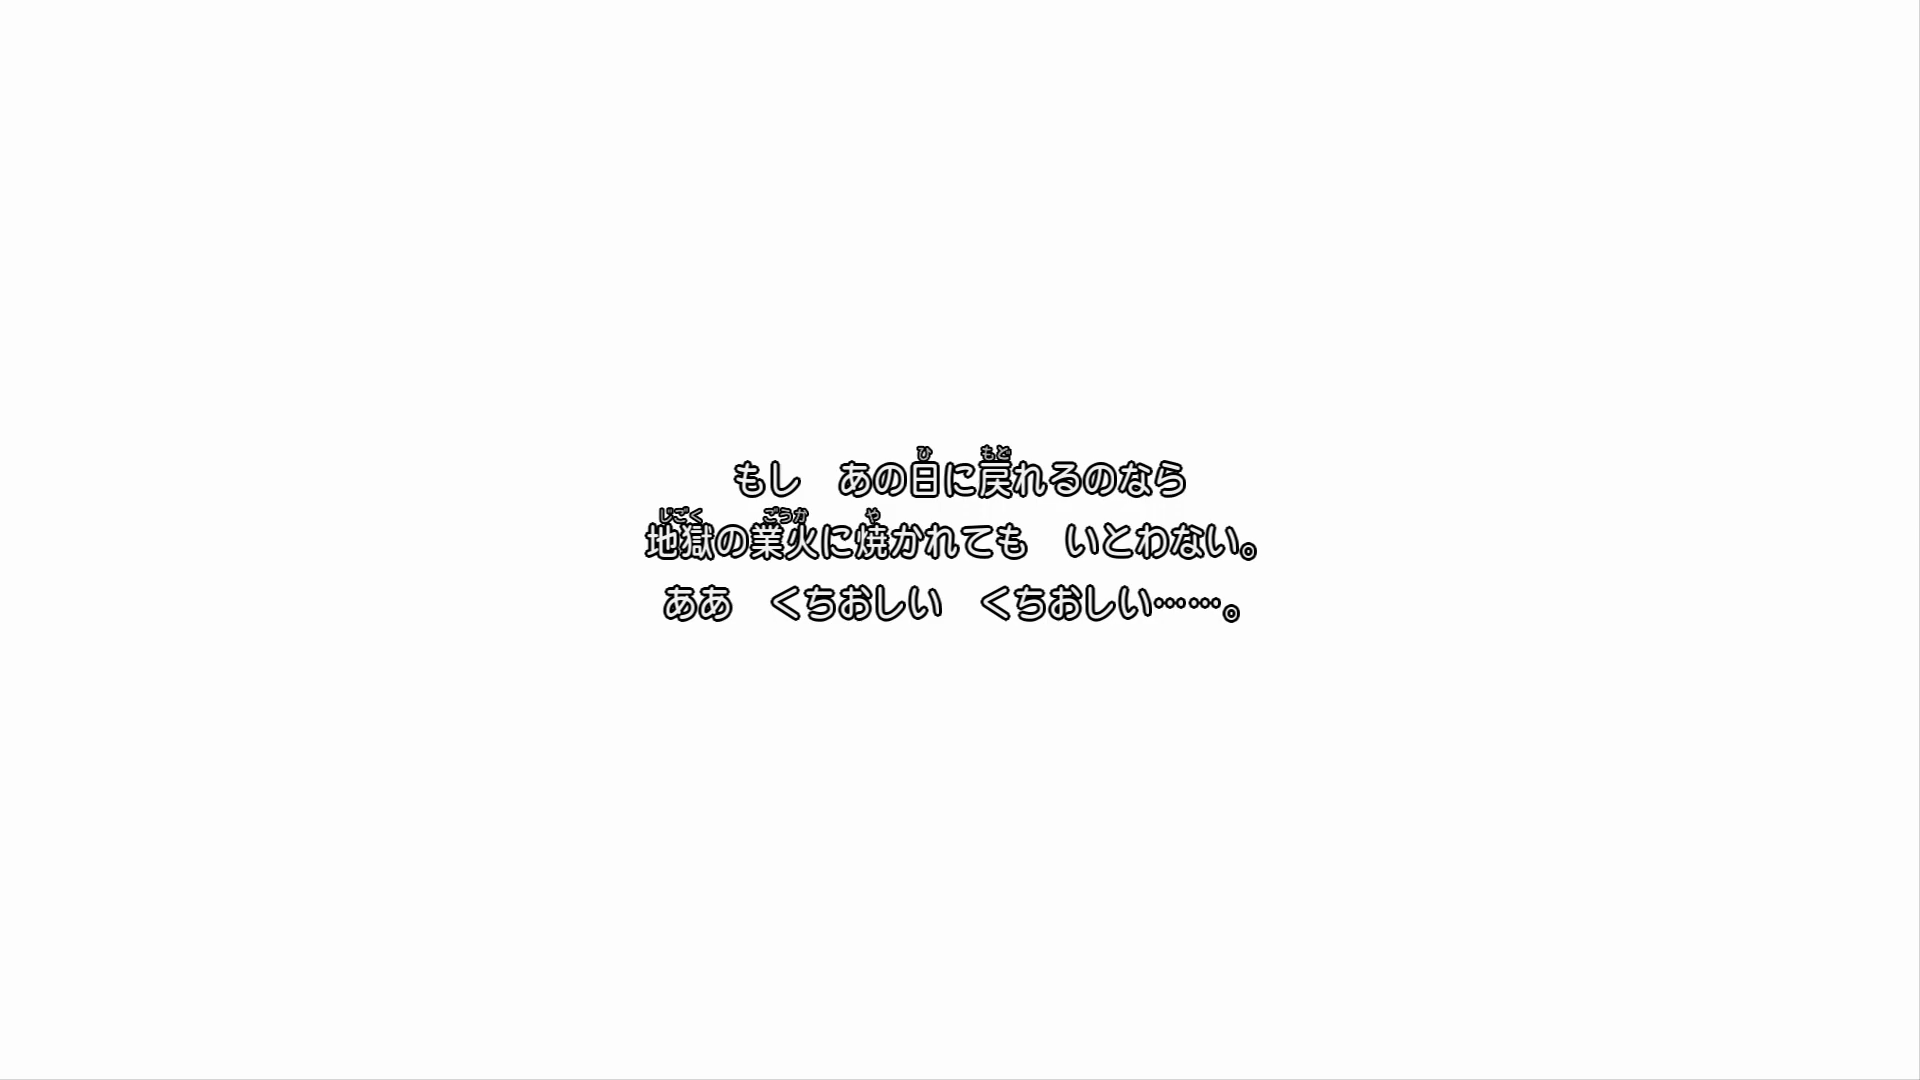 もし　あの日に戻れるのなら
地獄の業火に焼かれても　いとわない。
ああ　くちおしい　くちおしい……。